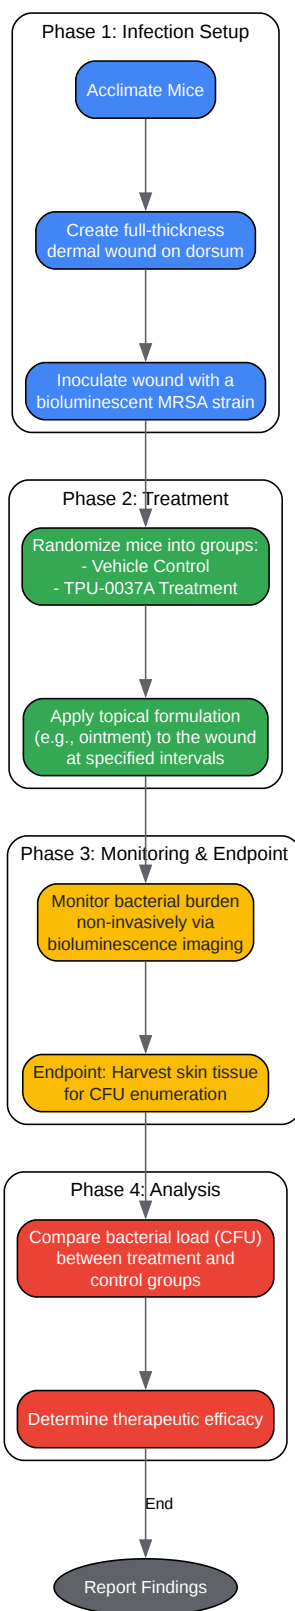 Phase 1: Infection Setup
Acclimate Mice
Create full-thickness
dermal wound on dorsum
Inoculate wound with a
bioluminescent MRSA strain
Phase 2: Treatment
Randomize mice into groups:
- Vehicle Control
- TPU-0037A Treatment
Apply topical formulation
(e.g., ointment) to the wound
at specified intervals
Phase 3: Monitoring & Endpoint
Monitor bacterial burden
non-invasively via
bioluminescence imaging
Endpoint: Harvest skin tissue
for CFU enumeration
Phase 4: Analysis
Compare bacterial load (CFU)
between treatment and
control groups
Determine therapeutic efficacy
End
Report Findings